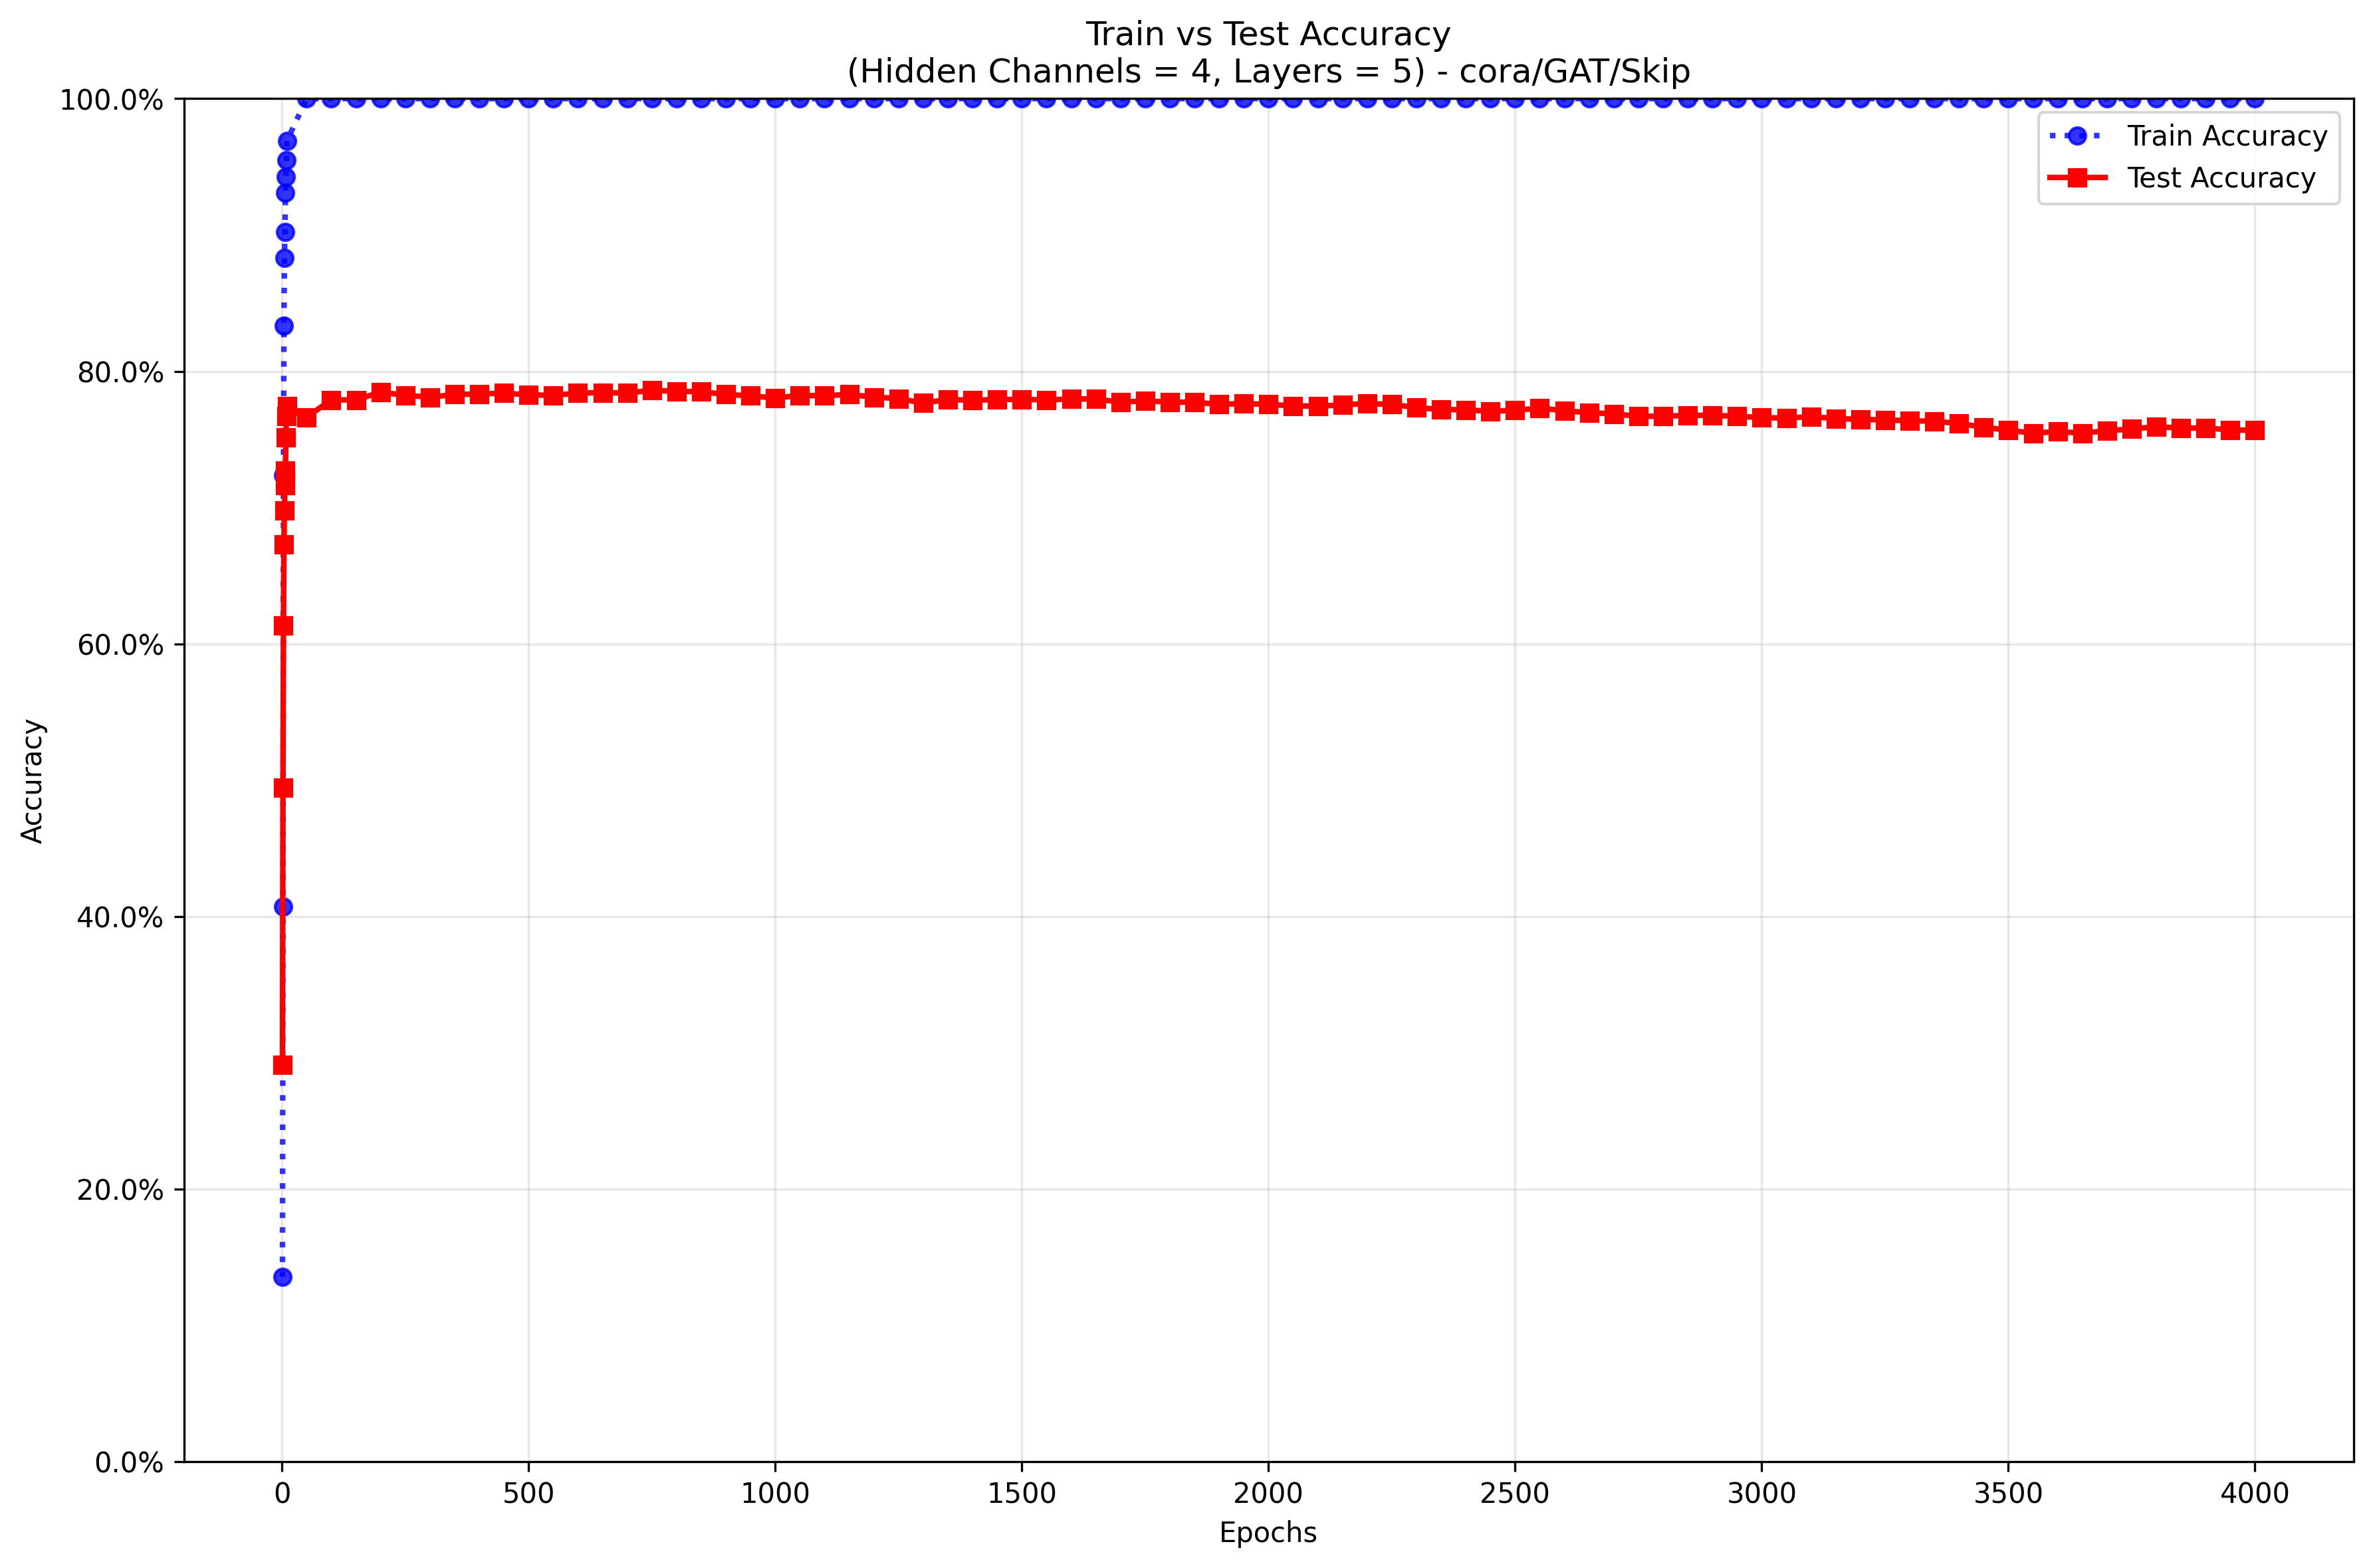 Train vs Test Accuracy
(Hidden Channels = 4, Layers = 5) - cora/GAT/Skip
100.0%
80.0%
60.0%
40.0%
20.0%
0.0%
Accuracy
Train Accuracy
Test Accuracy
0 500 1000 1500 2000 2500 3000 3500 4000
Epochs